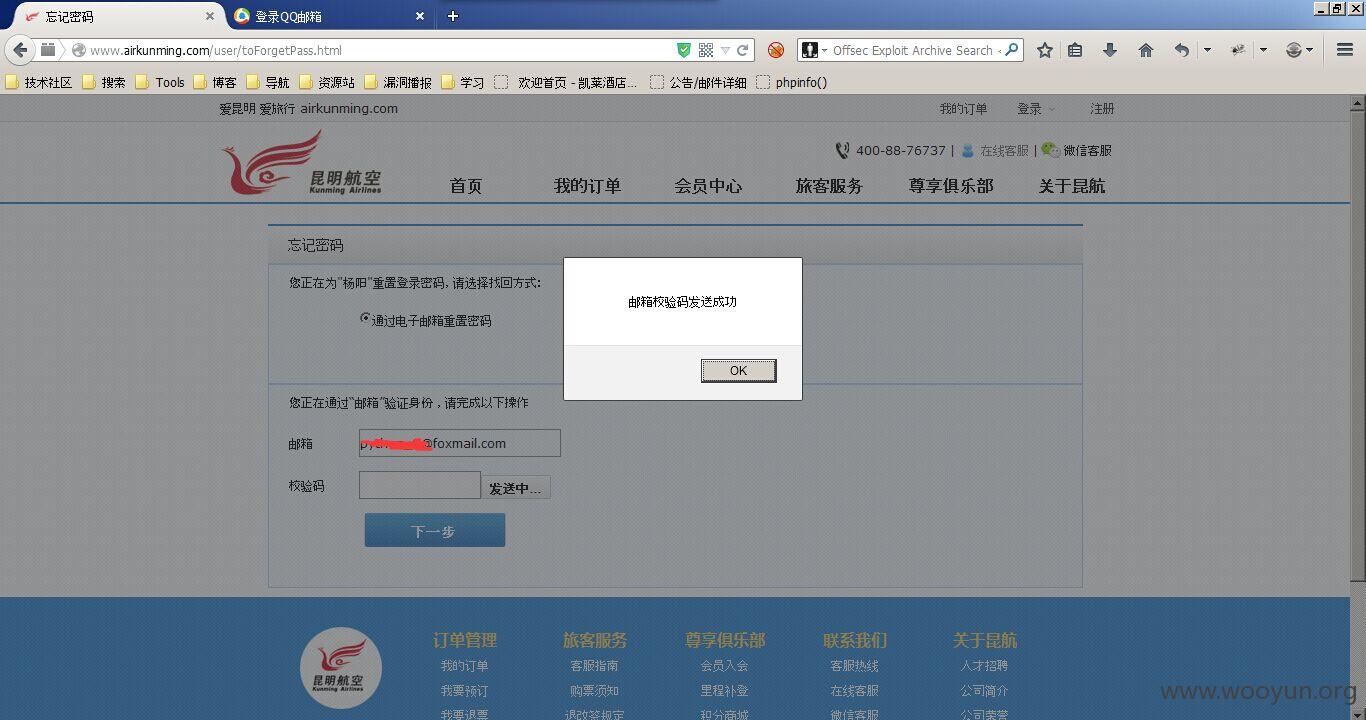 忘记密码
登录QQ邮箱
www.airkunming.com/user/toForgetPass.html
Offsec Exploit Archive Search
技术社区 搜索 Tools 博客 导航 资源站 漏洞播报 学习 欢迎首页 - 凯莱酒店... 公告/邮件详细 phpinfo()
爱昆明 爱旅行 airkunming.com 我的订单 登录 注册
400-88-76737 | 在线客服 | 微信客服
昆明航空
Kunming Airlines
首页 我的订单 会员中心 旅客服务 尊享俱乐部 关于昆航
忘记密码
您正在为"杨阳"重置登录密码,请选择找回方式:
通过电子邮箱重置密码
邮箱校验码发送成功
OK
您正在通过"邮箱"验证身份，请完成以下操作
邮箱 @foxmail.com
校验码 发送中...
下一步
昆明航空
Kunming Airlines
订单管理 旅客服务 尊享俱乐部 联系我们 关于昆航
我的订单 客服指南 会员入会 客服热线 人才招聘
我要预订 购票须知 里程补登 在线客服 公司简介
我要退票 退改签规定 积分商城 微信客服 公司荣誉
www.wooyun.org